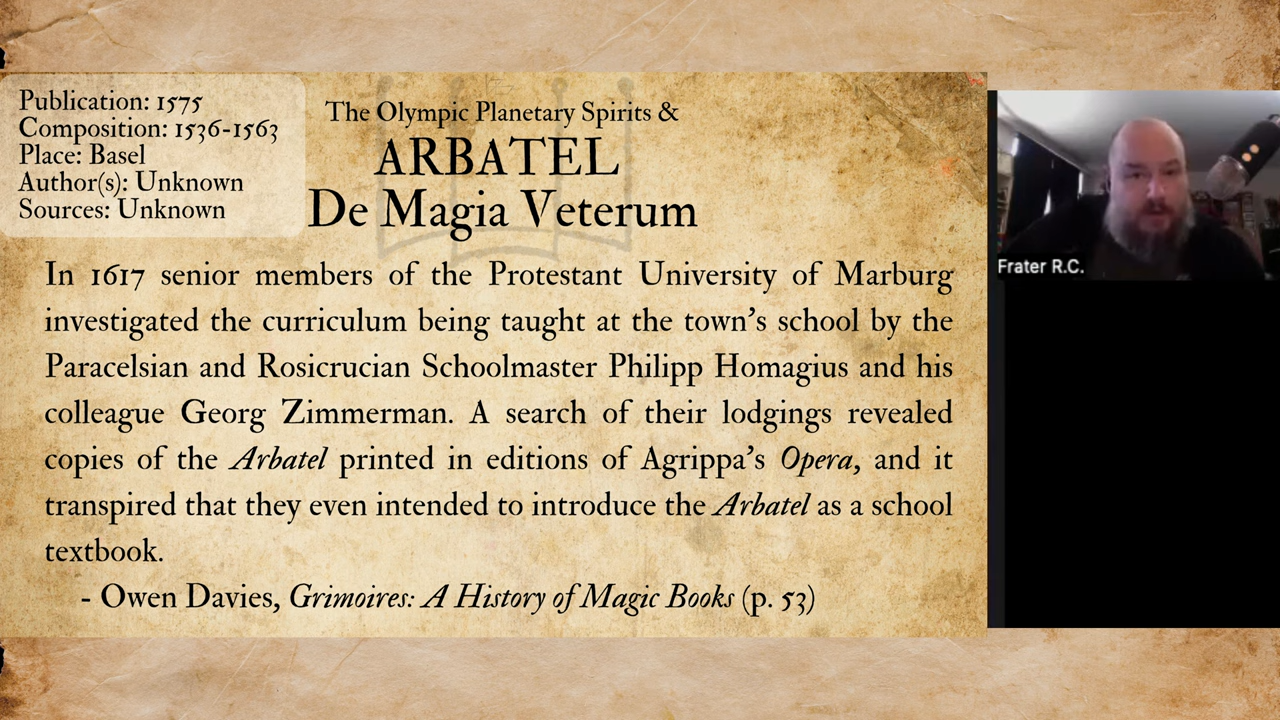 Publication: 1575
Composition: 1536-1563
Place: Basel
Author(s): Unknown
Sources: Unknown
The Olympic Planetary Spirits &
ARBATEL
De Magia Veterum
In 1617 senior members of the Protestant University of Marburg
investigated the curriculum being taught at the town's school by the
Paracelsian and Rosicrucian Schoolmaster Philipp Homagius and his
colleague Georg Zimmerman. A search of their lodgings revealed
copies of the Arbatel printed in editions of Agrippa's Opera, and it
transpired that they even intended to introduce the Arbatel as a school
textbook.
- Owen Davies, Grimoires: A History of Magic Books (p. 53)
Frater R.C.